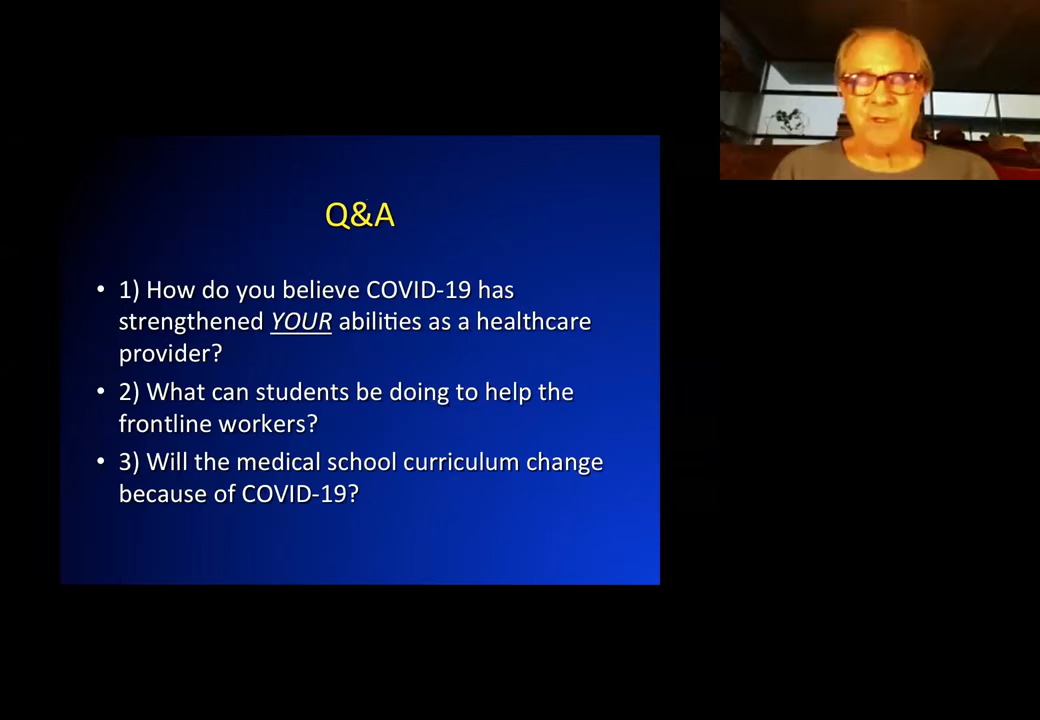 Q&A
• 1) How do you believe COVID-19 has
strengthened YOUR abilities as a healthcare
provider?
• 2) What can students be doing to help the
frontline workers?
• 3) Will the medical school curriculum change
because of COVID-19?